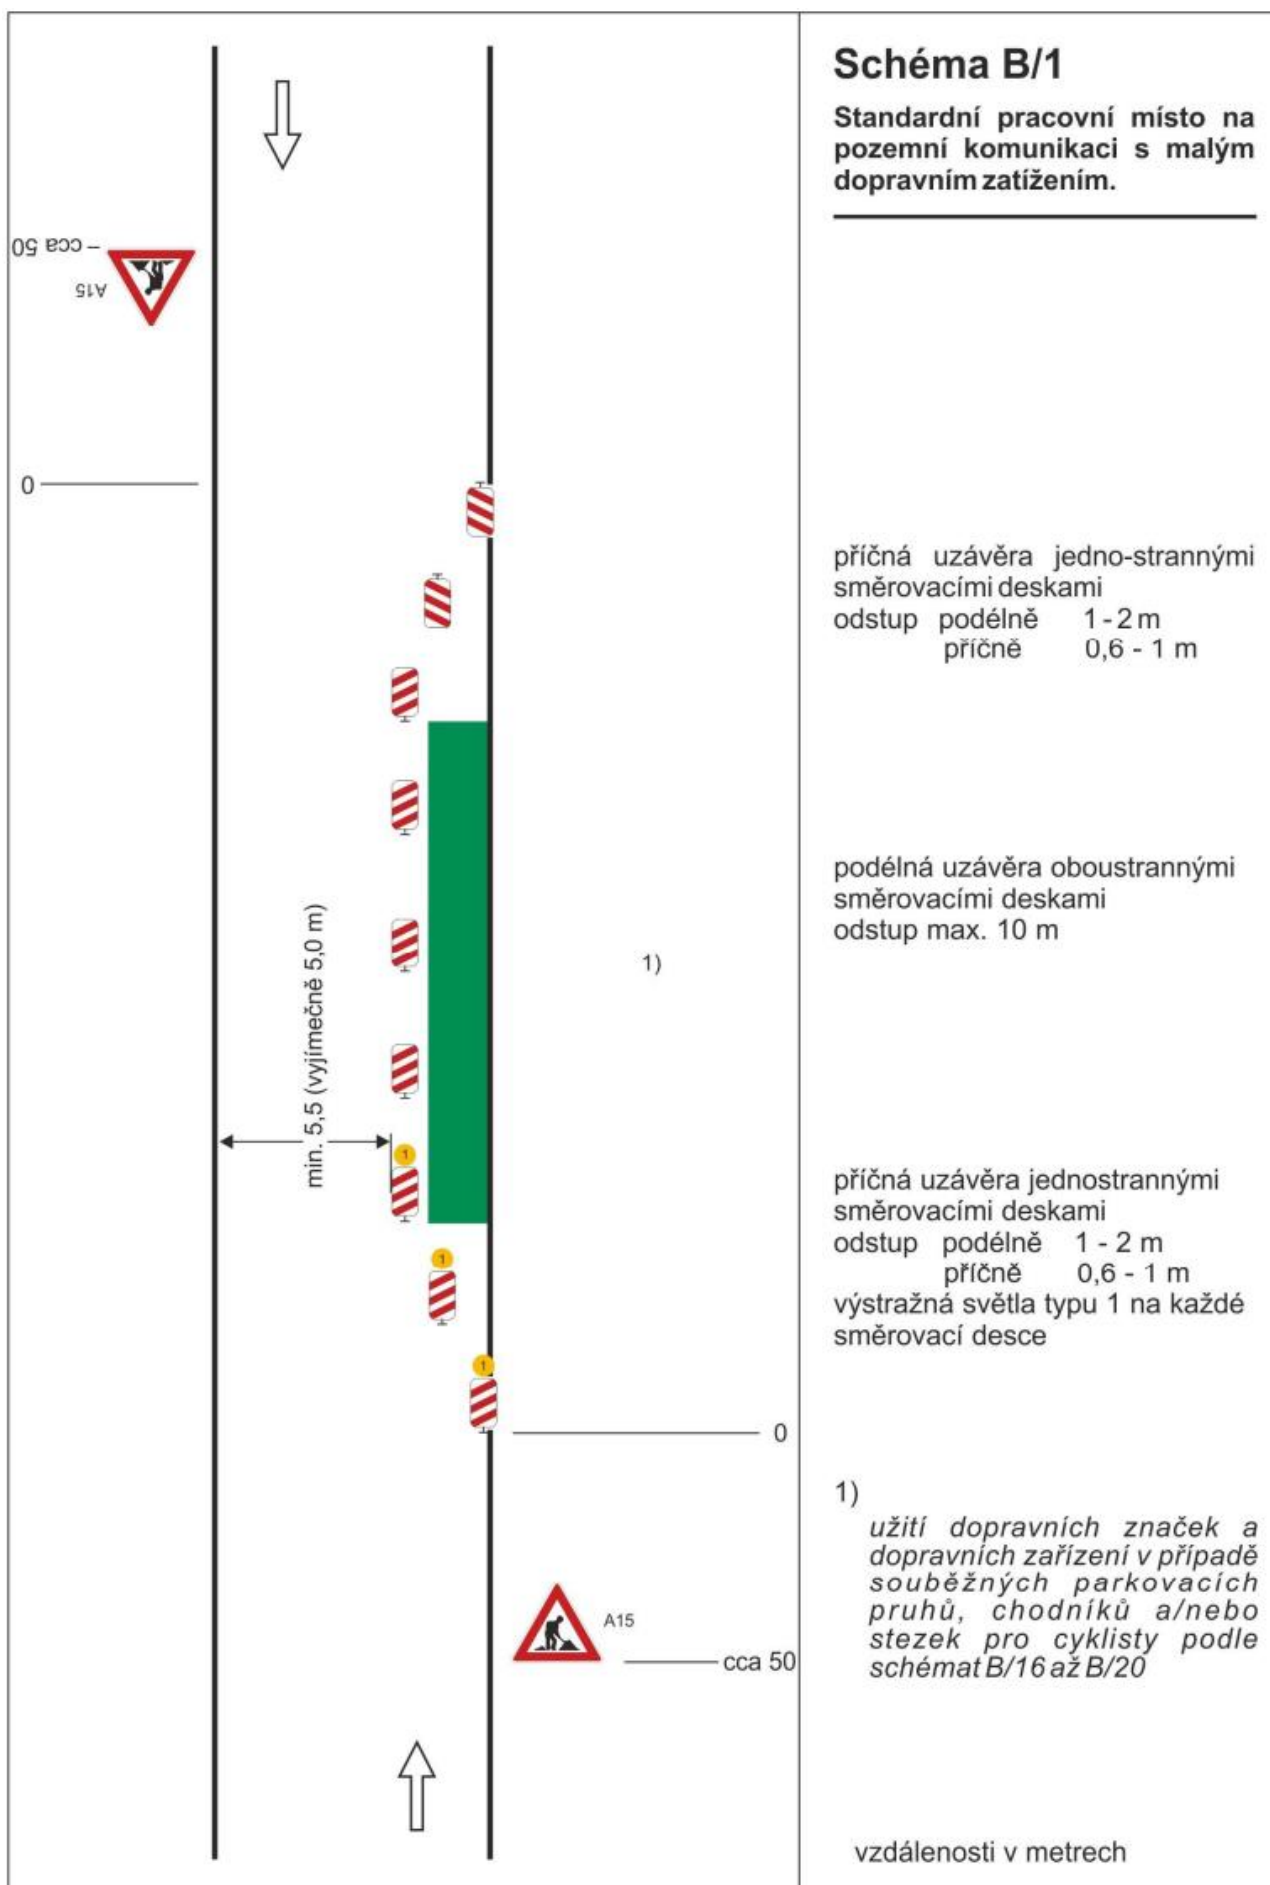 Schéma B/1
Standardní pracovní místo na
pozemní komunikaci s malým
dopravním zatížením.
cca 50
A15
0
příčná uzávěra jedno-strannými
směrovacími deskami
odstup podélně 1 - 2 m
příčně 0,6 - 1 m
podélná uzávěra oboustrannými
směrovacími deskami
odstup max. 10 m
min. 5,5 (vyjímečně 5,0 m)
1)
1
1
1
příčná uzávěra jednostrannými
směrovacími deskami
odstup podélně 1 - 2 m
příčně 0,6 - 1 m
výstražná světla typu 1 na každé
směrovací desce
0
A15
cca 50
1)
užití dopravních značek a
dopravních zařízení v případě
souběžných parkovacích
pruhů, chodníků a/nebo
stezek pro cyklisty podle
schémat B/16 až B/20
vzdálenosti v metrech